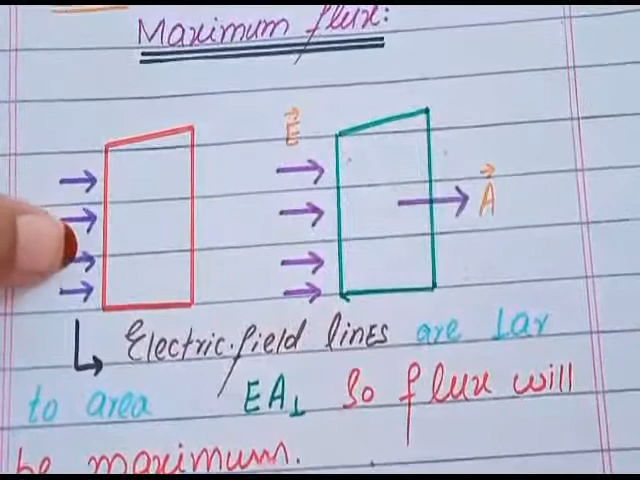 Maximum flux:
E
A
Electric field lines are ⊥ar
to area EA⊥ So flux will
be maximum.